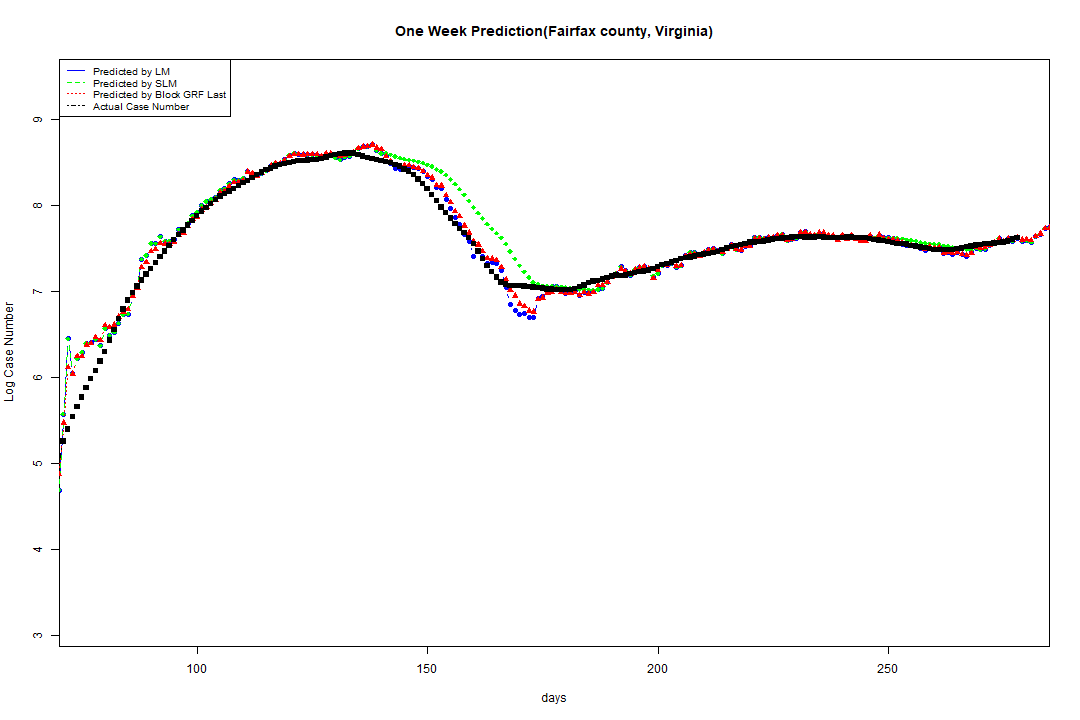 One Week Prediction(Fairfax county, Virginia)
Predicted by LM
Predicted by SLM
Predicted by Block GRF Last
Actual Case Number
9
8
7
6
5
4
3
Log Case Number
100
150
200
250
days